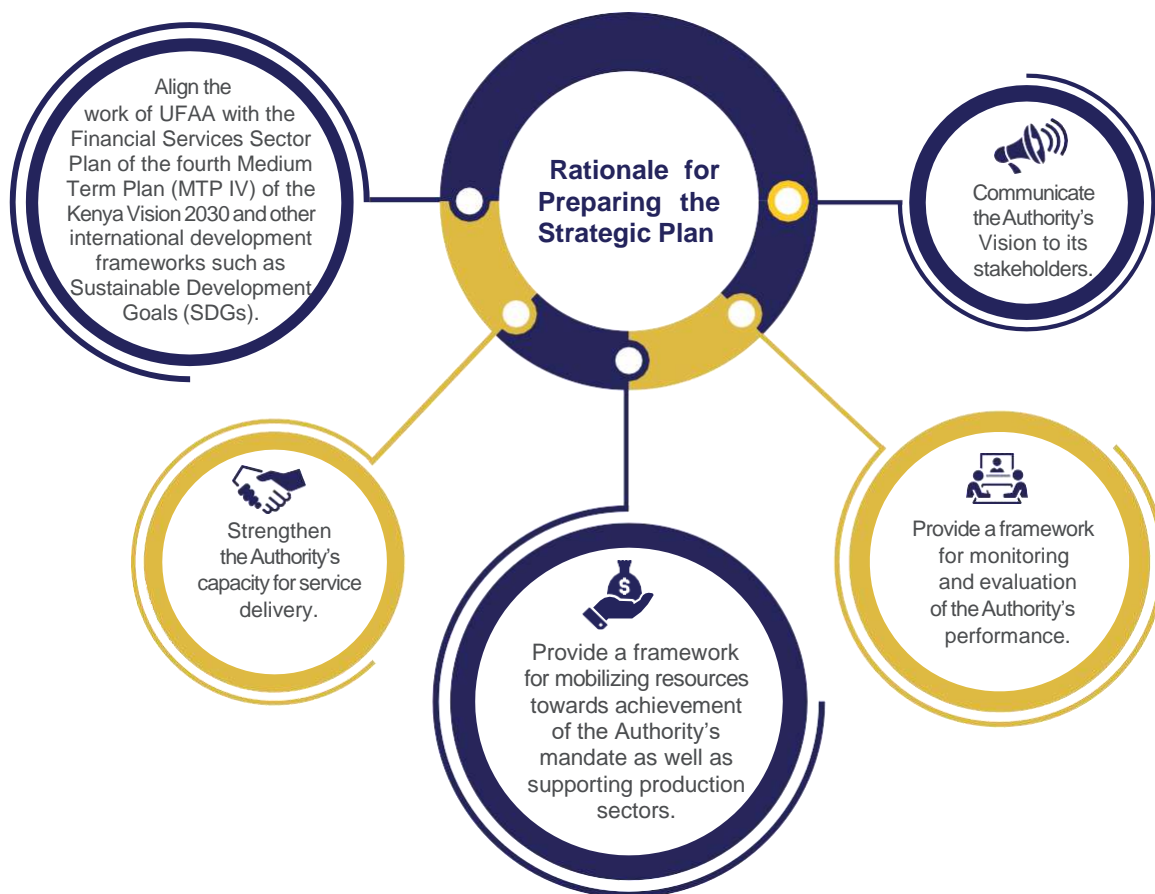 Rationale for
Preparing the
Strategic Plan
Align the
work of UFAA with the
Financial Services Sector
Plan of the fourth Medium
Term Plan (MTP IV) of the
Kenya Vision 2030 and other
international development
frameworks such as
Sustainable Development
Goals (SDGs).
Strengthen
the Authority's
capacity for service
delivery.
$
Provide a framework
for mobilizing resources
towards achievement
of the Authority's
mandate as well as
supporting production
sectors.
Provide a framework
for monitoring
and evaluation
of the Authority's
performance.
Communicate
the Authority's
Vision to its
stakeholders.